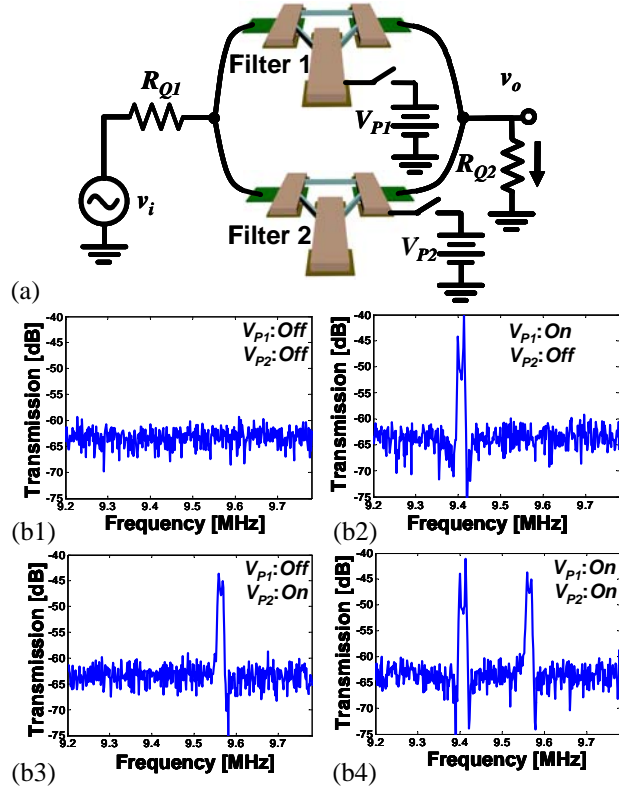 Filter 1
R_Q1
v_o
V_P1
R_Q2
v_i
Filter 2
V_P2
(a)
-40
-45
-50
-55
-60
-65
-70
-75
Transmission [dB]
V_P1: Off
V_P2: Off
9.2 9.3 9.4 9.5 9.6 9.7
Frequency [MHz]
(b1)
-40
-45
-50
-55
-60
-65
-70
-75
Transmission [dB]
V_P1: On
V_P2: Off
9.2 9.3 9.4 9.5 9.6 9.7
Frequency [MHz]
(b2)
-40
-45
-50
-55
-60
-65
-70
-75
Transmission [dB]
V_P1: Off
V_P2: On
9.2 9.3 9.4 9.5 9.6 9.7
Frequency [MHz]
(b3)
-40
-45
-50
-55
-60
-65
-70
-75
Transmission [dB]
V_P1: On
V_P2: On
9.2 9.3 9.4 9.5 9.6 9.7
Frequency [MHz]
(b4)